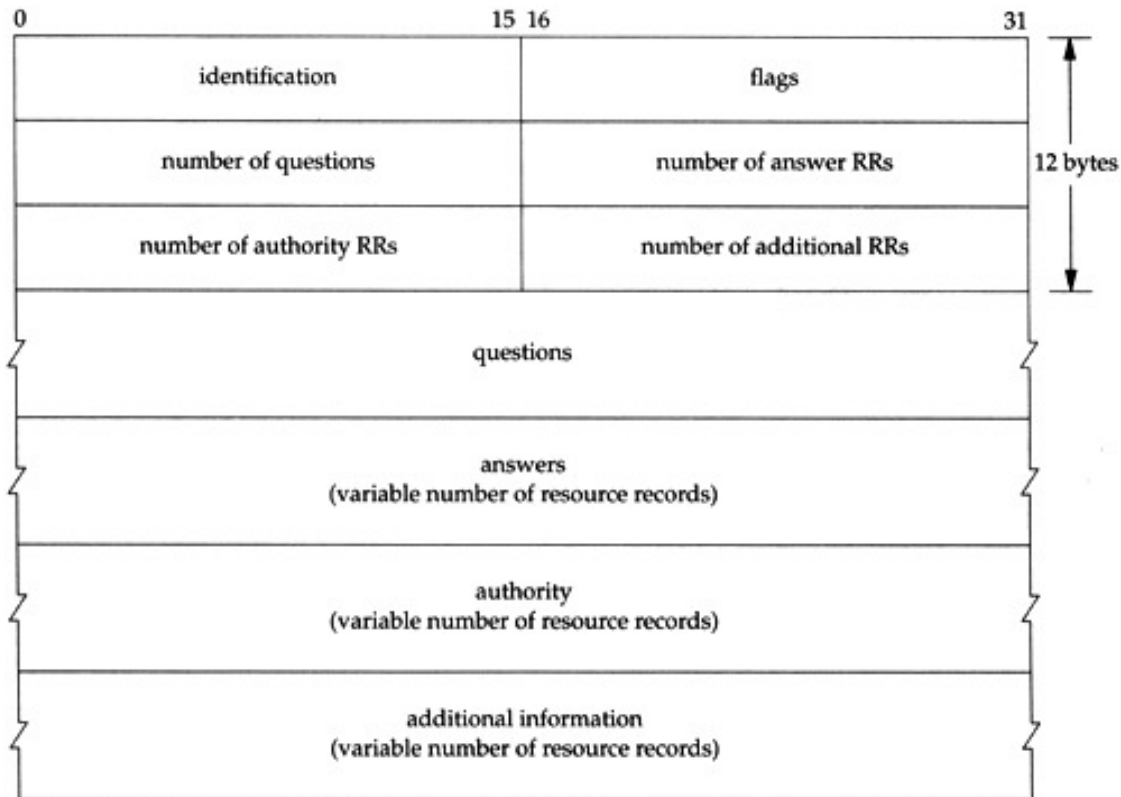 0 15 16 31
identification flags
number of questions number of answer RRs 12 bytes
number of authority RRs number of additional RRs
questions
answers
(variable number of resource records)
authority
(variable number of resource records)
additional information
(variable number of resource records)